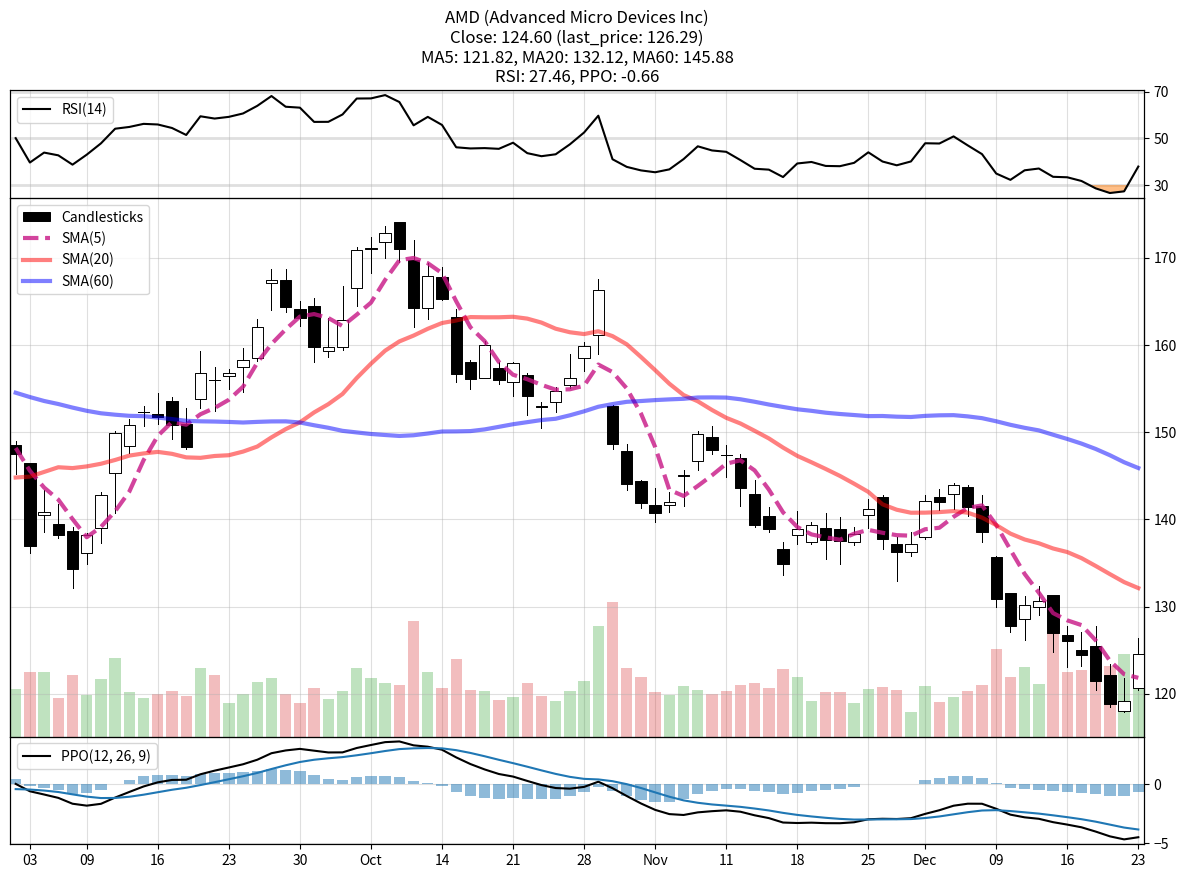 AMD (Advanced Micro Devices Inc)
Close: 124.60 (last_price: 126.29)
MA5: 121.82, MA20: 132.12, MA60: 145.88
RSI: 27.46, PPO: -0.66
RSI(14)
70
50
30
Candlesticks
SMA(5)
SMA(20)
SMA(60)
170
160
150
140
130
120
PPO(12, 26, 9)
0
−5
03 09 16 23 30 Oct 14 21 28 Nov 11 18 25 Dec 09 16 23